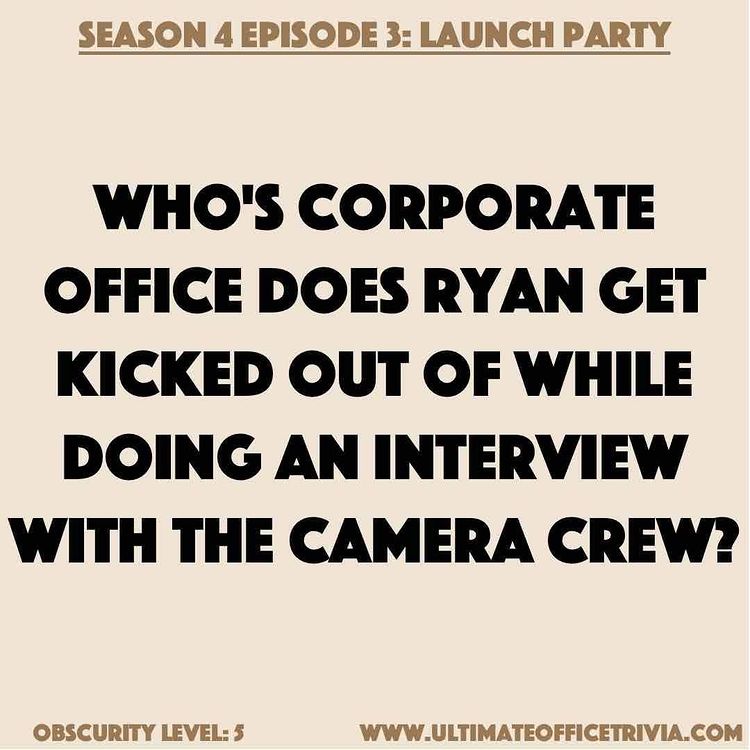 SEASON 4 EPISODE 3: LAUNCH PARTY
WHO'S CORPORATE
OFFICE DOES RYAN GET
KICKED OUT OF WHILE
DOING AN INTERVIEW
WITH THE CAMERA CREW?
OBSCURITY LEVEL: 5
WWW.ULTIMATEOFFICETRIVIA.COM